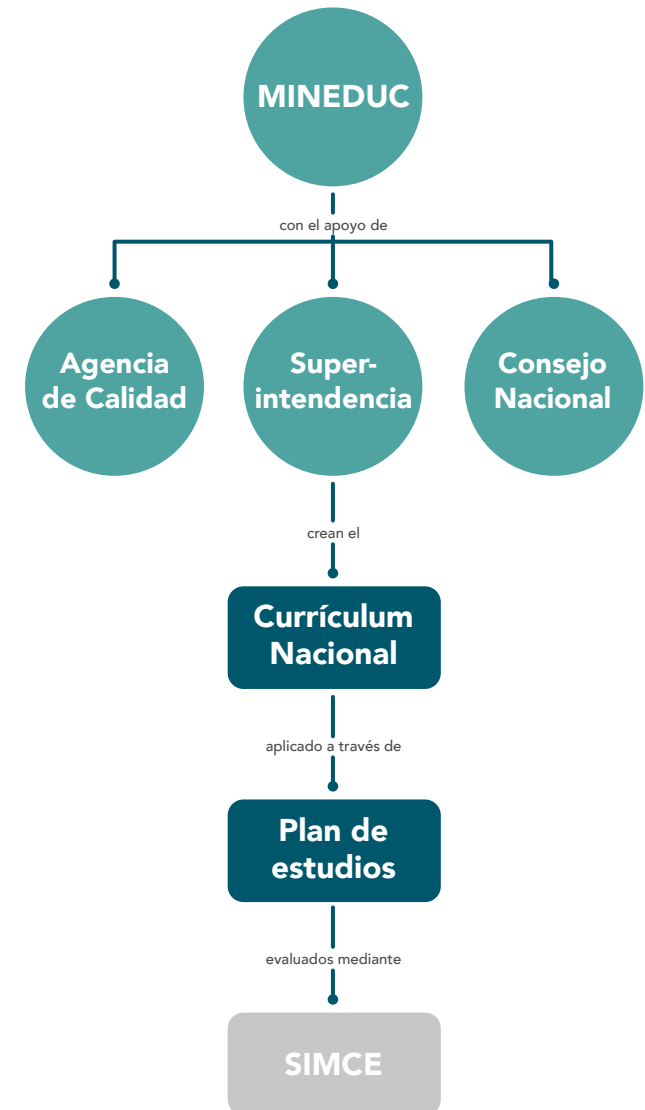 MINEDUC
con el apoyo de
Agencia
de Calidad
Super-
intendencia
Consejo
Nacional
crean el
Currículum
Nacional
aplicado a través de
Plan de
estudios
evaluados mediante
SIMCE